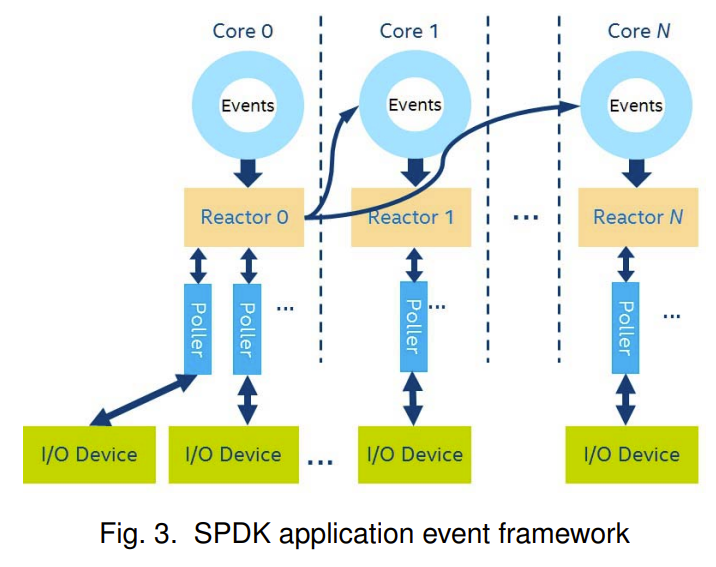 Core 0
Core 1
Core N
Events
Events
Events
Reactor 0
Reactor 1
...
Reactor N
Poller
Poller
...
Poller
...
Poller
...
I/O Device
I/O Device
...
I/O Device
I/O Device
Fig. 3. SPDK application event framework